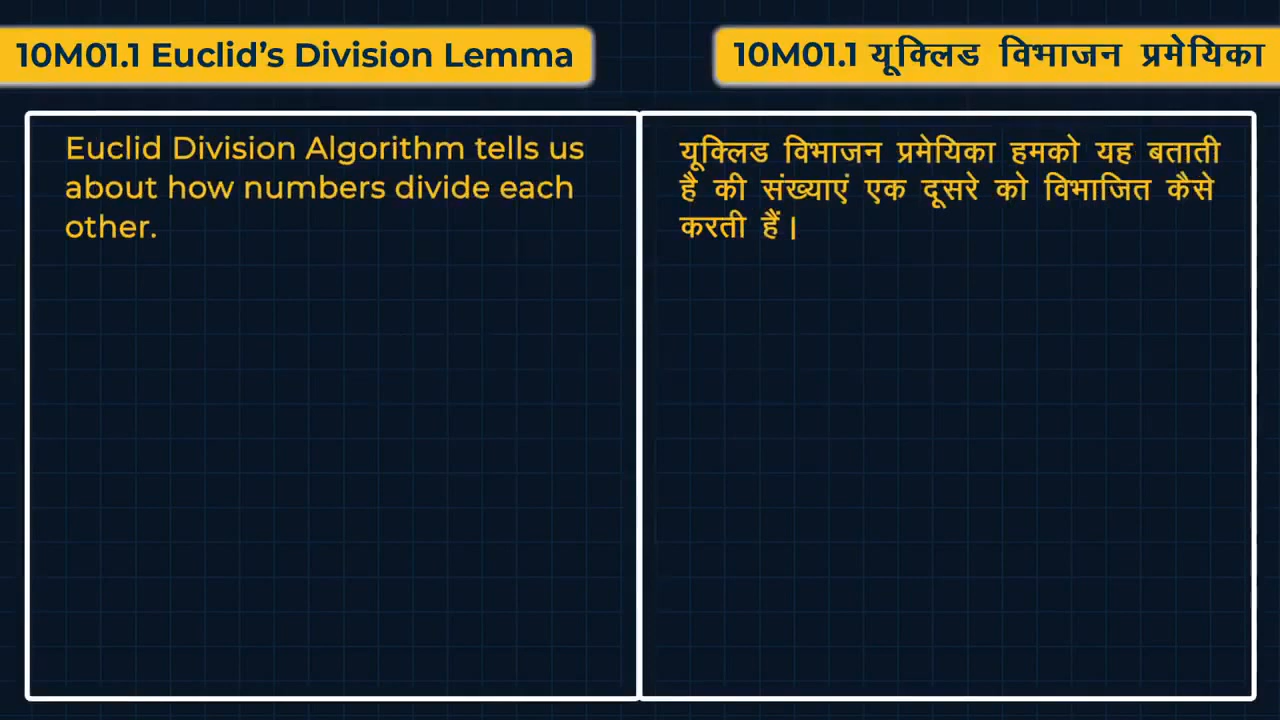 10M01.1 Euclid’s Division Lemma
10M01.1 यूक्लिड विभाजन प्रमेयिका
Euclid Division Algorithm tells us
about how numbers divide each
other.
यूक्लिड विभाजन प्रमेयिका हमको यह बताती
है की संख्याएं एक दूसरे को विभाजित कैसे
करती हैं।